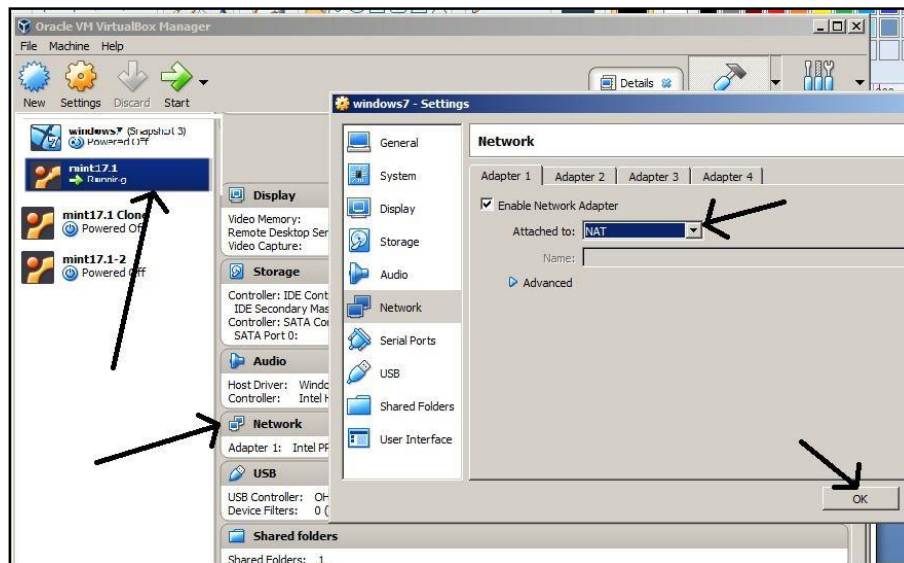 Oracle VM VirtualBox Manager
File Machine Help
New Settings Discard Start
Details
windows7 (Snapshot 3)
Powered Off
mint17.1
Running
mint17.1 Clone
Powered Off
mint17.1-2
Powered Off
Display
Video Memory:
Remote Desktop Ser
Video Capture:
Storage
Controller: IDE Cont
IDE Secondary Mas
Controller: SATA Co
SATA Port 0:
Audio
Host Driver: Windo
Controller: Intel H
Network
Adapter 1: Intel PR
USB
USB Controller: OH
Device Filters: 0 (
Shared folders
Shared Folders: 1
windows7 - Settings
General
System
Display
Storage
Audio
Network
Serial Ports
USB
Shared Folders
User Interface
Network
Adapter 1 Adapter 2 Adapter 3 Adapter 4
Enable Network Adapter
Attached to: NAT
Name:
Advanced
OK